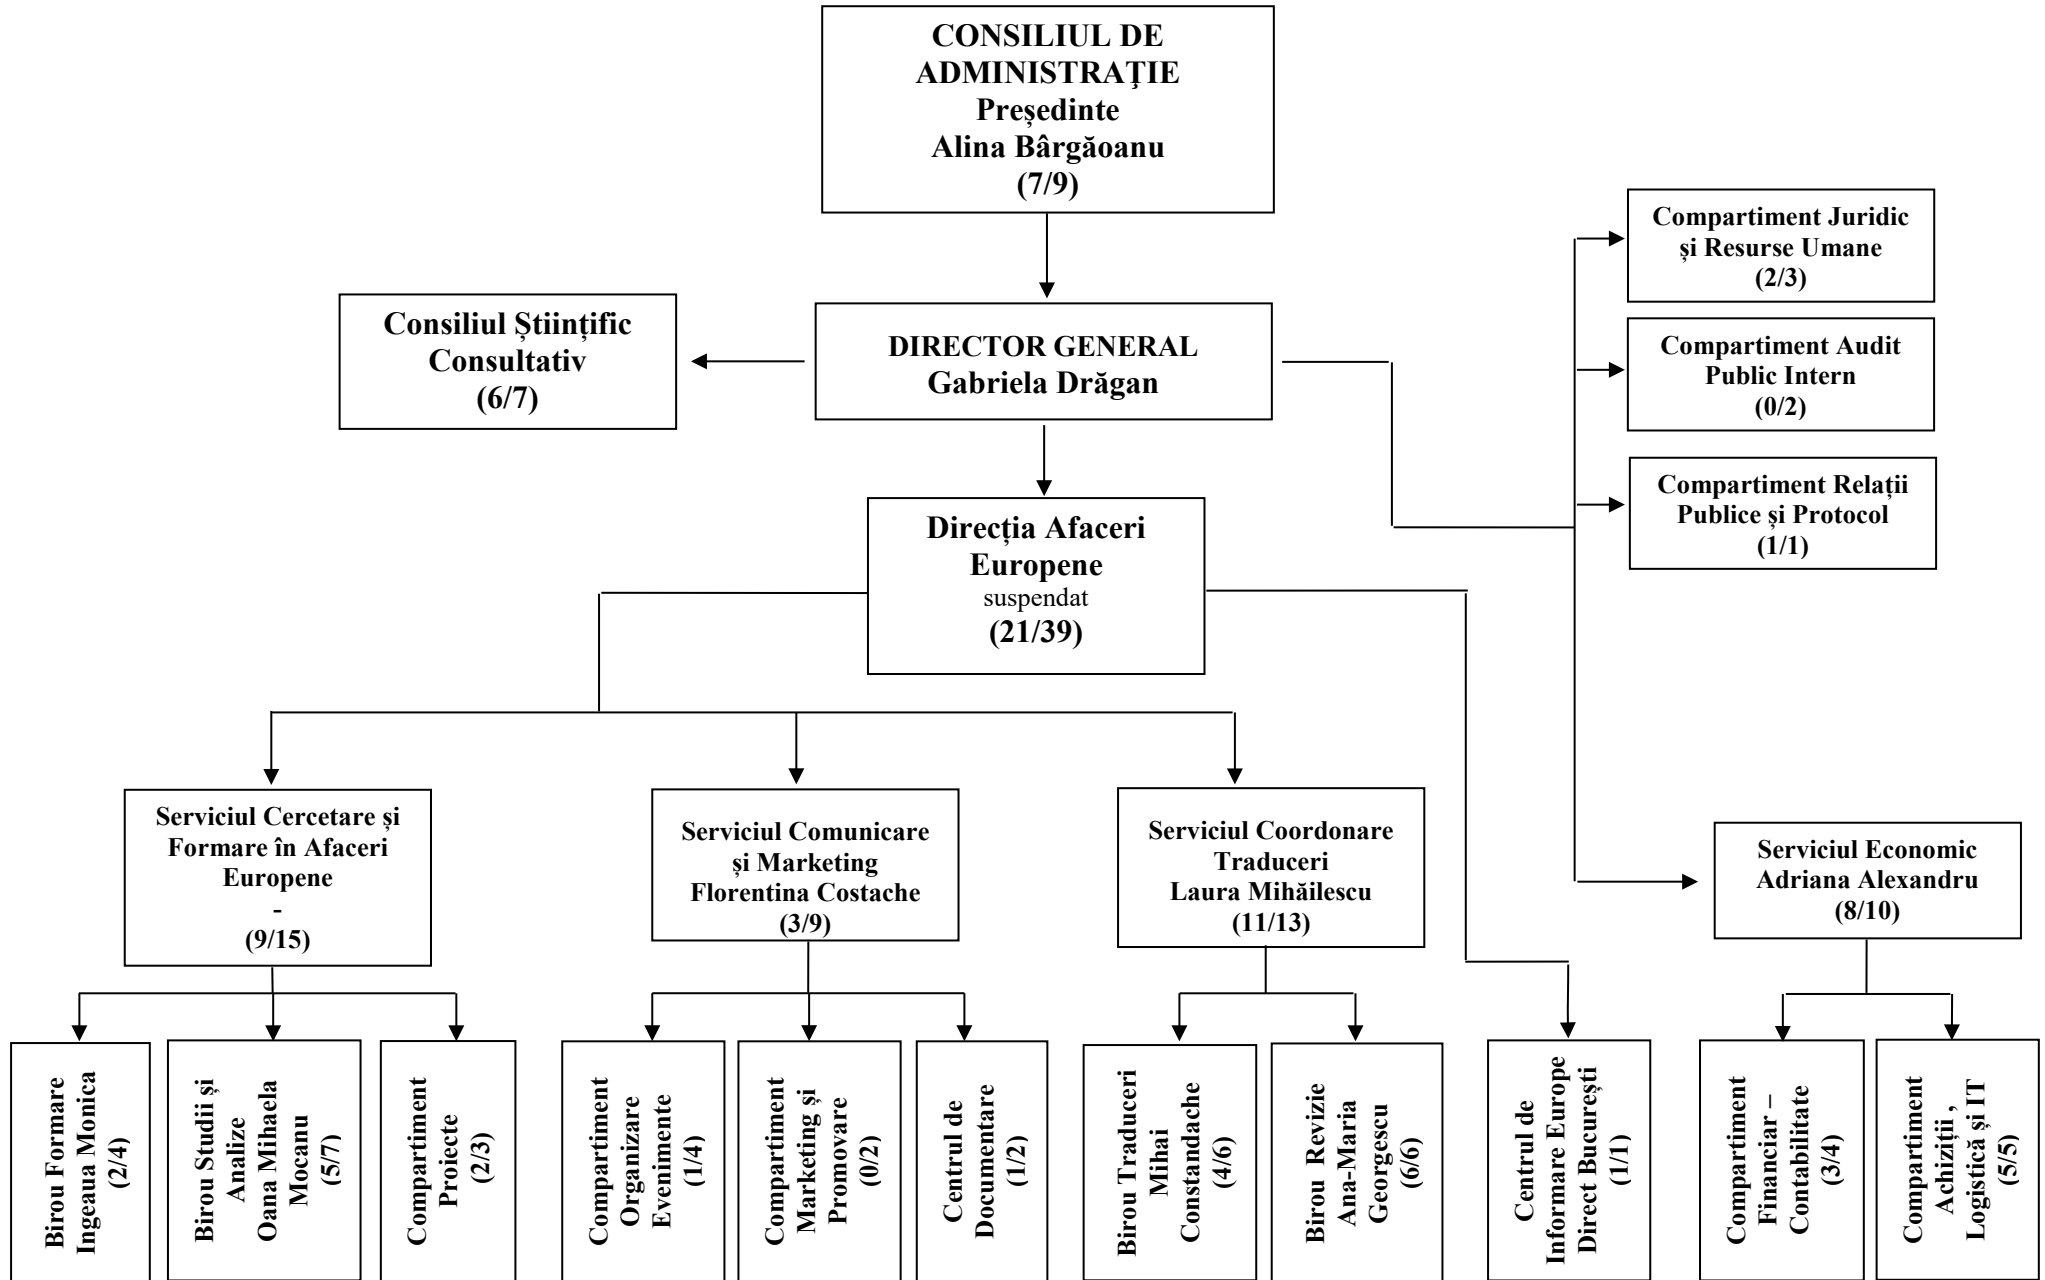 CONSILIUL DE
ADMINISTRAŢIE
Președinte
Alina Bârgăoanu
(7/9)
Compartiment Juridic
și Resurse Umane
(2/3)
Consiliul Științific
Consultativ
(6/7)
DIRECTOR GENERAL
Gabriela Drăgan
Compartiment Audit
Public Intern
(0/2)
Compartiment Relații
Publice și Protocol
(1/1)
Direcția Afaceri
Europene
suspendat
(21/39)
Serviciul Cercetare și
Formare în Afaceri
Europene
-
(9/15)
Serviciul Comunicare
și Marketing
Florentina Costache
(3/9)
Serviciul Coordonare
Traduceri
Laura Mihăilescu
(11/13)
Serviciul Economic
Adriana Alexandru
(8/10)
Birou Formare
Ingeaua Monica
(2/4)
Birou Studii și
Analize
Oana Mihaela
Mocanu
(5/7)
Compartiment
Proiecte
(2/3)
Compartiment
Organizare
Evenimente
(1/4)
Compartiment
Marketing și
Promovare
(0/2)
Centrul de
Documentare
(1/2)
Birou Traduceri
Mihai
Constandache
(4/6)
Birou Revizie
Ana-Maria
Georgescu
(6/6)
Centrul de
Informare Europe
Direct București
(1/1)
Compartiment
Financiar –
Contabilitate
(3/4)
Compartiment
Achiziții ,
Logistică și IT
(5/5)